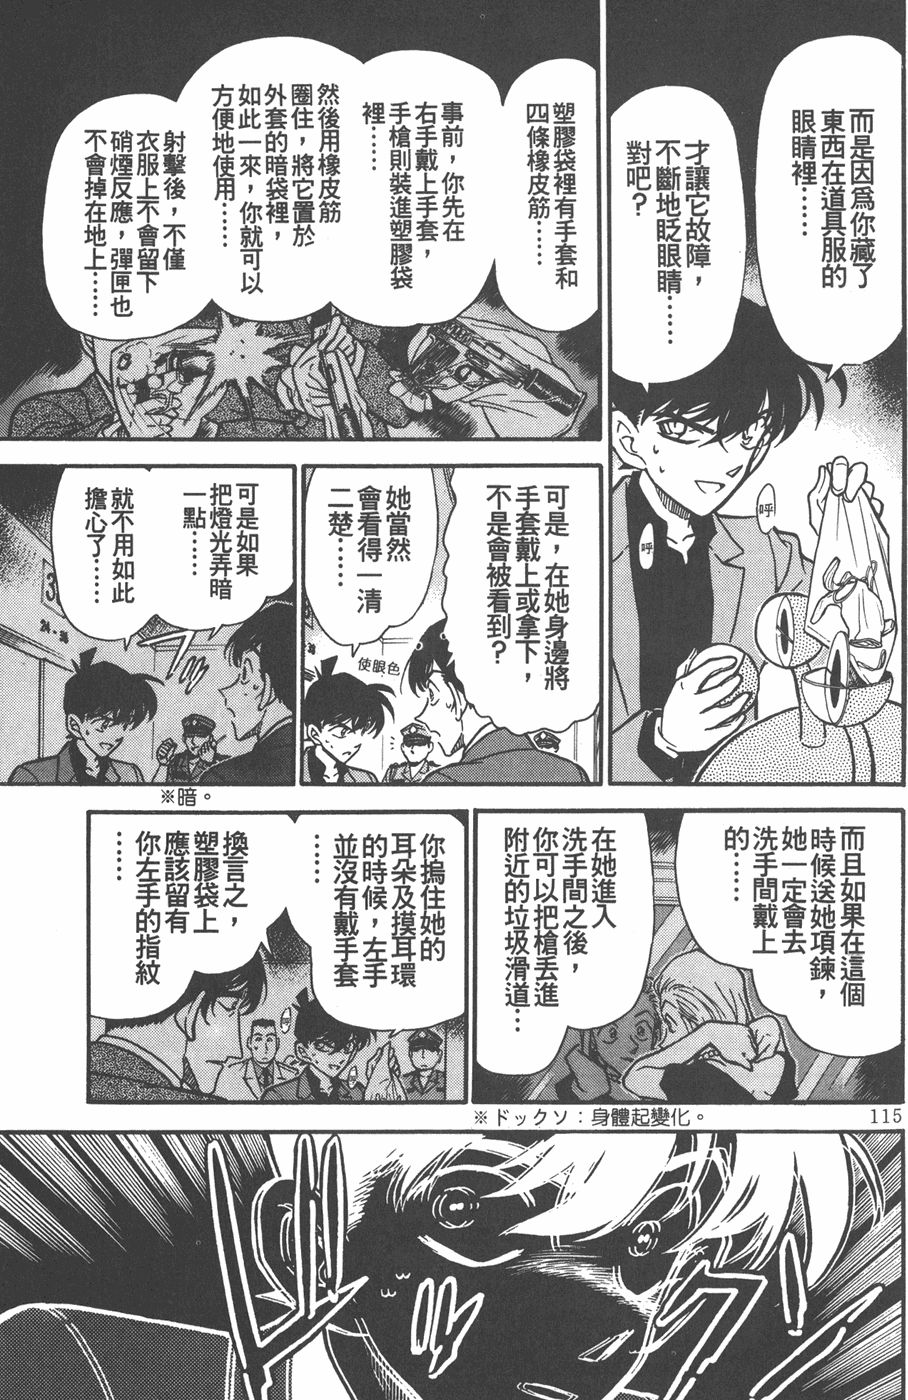 而是因為你藏了
東西在道具服的
眼睛裡……
才讓它故障，
不斷地眨眼睛……
對吧？
呼
呼
塑膠袋裡有手套和
四條橡皮筋……
事前，你先在
右手戴上手套，
手槍則裝進塑膠袋
裡……
然後用橡皮筋
圈住，將它置於
外套的暗袋裡，
如此一來，你就可以
方便地使用……
射擊後，不僅
衣服上不會留下
硝煙反應，彈匣也
不會掉在地上……
可是，在她身邊將
手套戴上或拿下，
不是會被看到？
她當然
會看得一清
二楚……
使眼色
可是如果
把燈光弄暗
一點……
就不用如此
擔心了……
24-36
※暗。
而且如果在這個
時候送她項鍊，
她一定會去
洗手間戴上
的……
在她進入
洗手間之後，
你可以把槍丟進
附近的垃圾滑道……
你摀住她的
耳朵及摸耳環
的時候，左手
並沒有戴手套
……
換言之，
塑膠袋上
應該留有
你左手的指紋
……
※ドックソ：身體起變化。
115